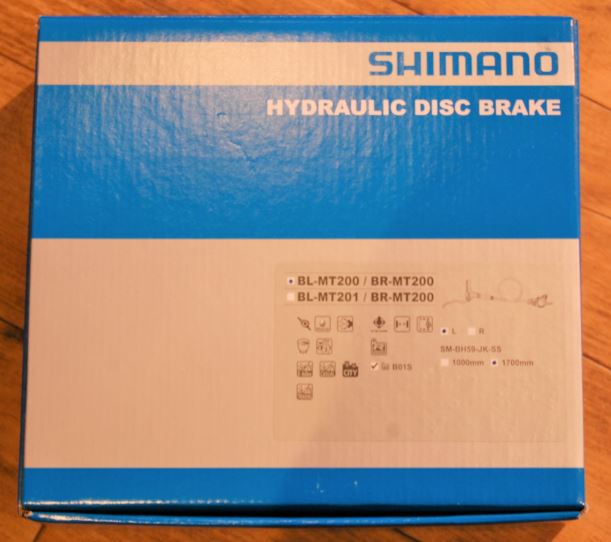 SHIMANO
HYDRAULIC DISC BRAKE
BL-MT200 / BR-MT200
BL-MT201 / BR-MT200
L R
SM-BH59-JK-SS
1000mm 1700mm
CITY B01S